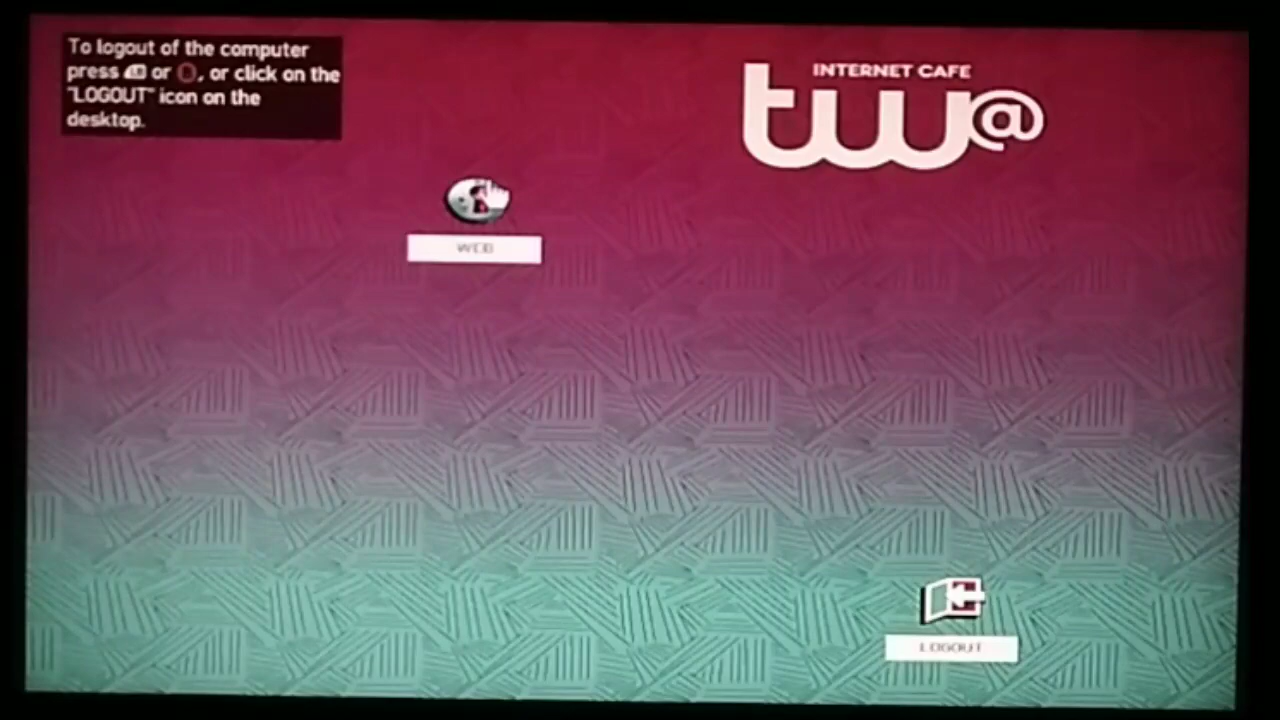 To logout of the computer
press LB or B, or click on the
"LOGOUT" icon on the
desktop.
INTERNET CAFE
tw@
WEB
LOGOUT